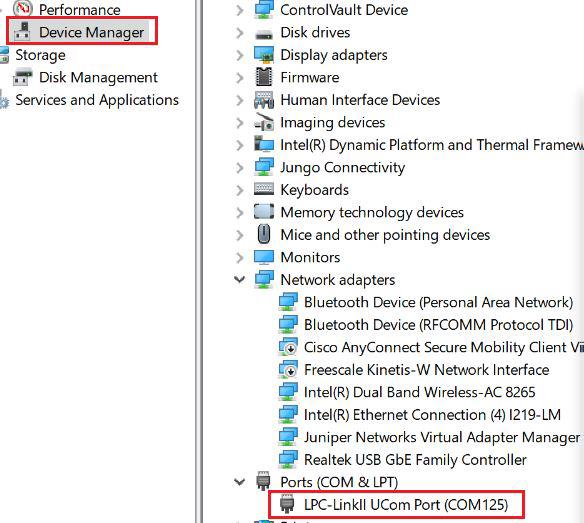 Performance
Device Manager
Storage
Disk Management
Services and Applications
ControlVault Device
Disk drives
Display adapters
Firmware
Human Interface Devices
Imaging devices
Intel(R) Dynamic Platform and Thermal Framew
Jungo Connectivity
Keyboards
Memory technology devices
Mice and other pointing devices
Monitors
Network adapters
Bluetooth Device (Personal Area Network)
Bluetooth Device (RFCOMM Protocol TDI)
Cisco AnyConnect Secure Mobility Client Vi
Freescale Kinetis-W Network Interface
Intel(R) Dual Band Wireless-AC 8265
Intel(R) Ethernet Connection (4) I219-LM
Juniper Networks Virtual Adapter Manager
Realtek USB GbE Family Controller
Ports (COM & LPT)
LPC-LinkII UCom Port (COM125)